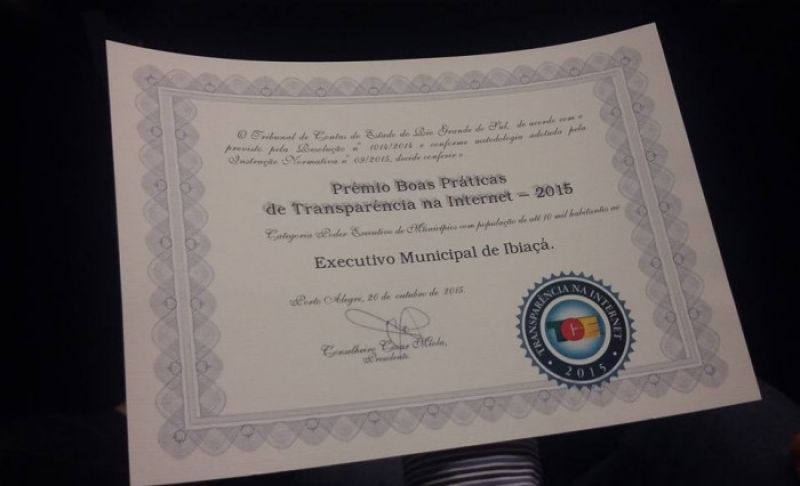 O Tribunal de Contas do Estado do Rio Grande do Sul, de acordo com o
previsto pela Resolução n° 1014/2014 e conforme metodologia adotada pela
Instrução Normativa n° 09/2015, decide conferir o
Prêmio Boas Práticas
de Transparência na Internet – 2015
Categoria Poder Executivo de Municípios com população de até 10 mil habitantes ao
Executivo Municipal de Ibiaçá.
Porto Alegre, 20 de outubro de 2015.
Conselheiro Cezar Miola,
Presidente.
TRANSPARÊNCIA NA INTERNET
TCE
• 2015 •